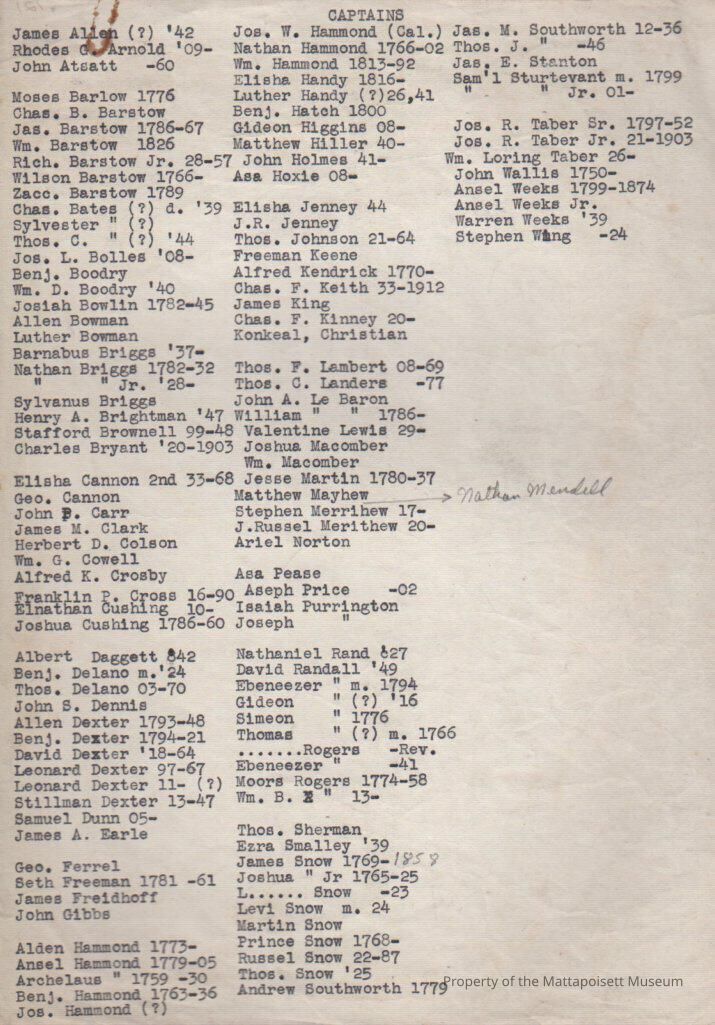 CAPTAINS
James Allen (?) '42
Rhodes G. Arnold '09-
John Atsatt -60
Moses Barlow 1776
Chas. B. Barstow
Jas. Barstow 1786-67
Wm. Barstow 1826
Rich. Barstow Jr. 28-57
Wilson Barstow 1766-
Zacc. Barstow 1789
Chas. Bates (?) d. '39
Sylvester " (?)
Thos. C. " (?) '44
Jos. L. Bolles '08-
Benj. Boodry
Wm. D. Boodry '40
Josiah Bowlin 1782-45
Allen Bowman
Luther Bowman
Barnabus Briggs '37-
Nathan Briggs 1782-32
" " Jr. '28-
Sylvanus Briggs
Henry A. Brightman '47
Stafford Brownell 99-48
Charles Bryant '20-1903
Elisha Cannon 2nd 33-68
Geo. Cannon
John P. Carr
James M. Clark
Herbert D. Colson
Wm. G. Cowell
Alfred K. Crosby
Franklin P. Cross 16-90
Elnathan Cushing 10-
Joshua Cushing 1786-60
Albert Daggett 842
Benj. Delano m.'24
Thos. Delano 03-70
John S. Dennis
Allen Dexter 1793-48
Benj. Dexter 1794-21
David Dexter '18-64
Leonard Dexter 97-67
Leonard Dexter 11- (?)
Stillman Dexter 13-47
Samuel Dunn 05-
James A. Earle
Geo. Ferrel
Seth Freeman 1781 -61
James Freidhoff
John Gibbs
Alden Hammond 1773-
Ansel Hammond 1779-05
Archelaus " 1759 -30
Benj. Hammond 1763-36
Jos. Hammond (?)
Jos. W. Hammond (Cal.)
Nathan Hammond 1766-02
Wm. Hammond 1813-92
Elisha Handy 1816-
Luther Handy (?)26,41
Benj. Hatch 1800
Gideon Higgins 08-
Matthew Hiller 40-
John Holmes 41-
Asa Hoxie 08-
Elisha Jenney 44
J.R. Jenney
Thos. Johnson 21-64
Freeman Keene
Alfred Kendrick 1770-
Chas. F. Keith 33-1912
James King
Chas. F. Kinney 20-
Konkeal, Christian
Thos. F. Lambert 08-69
Thos. C. Landers -77
John A. Le Baron
William " " 1786-
Valentine Lewis 29-
Joshua Macomber
Wm. Macomber
Jesse Martin 1780-37
Matthew Mayhew → Nathan Mendell
Stephen Merrihew 17-
J.Russel Merithew 20-
Ariel Norton
Asa Pease
Aseph Price -02
Isaiah Purrington
Joseph "
Nathaniel Rand 827
David Randall '49
Ebeneezer " m. 1794
Gideon " (?) '16
Simeon " 1776
Thomas " (?) m. 1766
.......Rogers -Rev.
Ebeneezer " -41
Moors Rogers 1774-58
Wm. B. " 13-
Thos. Sherman
Ezra Smalley '39
James Snow 1769-1858
Joshua " Jr 1765-25
L...... Snow -23
Levi Snow m. 24
Martin Snow
Prince Snow 1768-
Russel Snow 22-87
Thos. Snow '25
Andrew Southworth 1779
Jas. M. Southworth 12-36
Thos. J. " -46
Jas. E. Stanton
Sam'l Sturtevant m. 1799
" " Jr. 01-
Jos. R. Taber Sr. 1797-52
Jos. R. Taber Jr. 21-1903
Wm. Loring Taber 26-
John Wallis 1750-
Ansel Weeks 1799-1874
Ansel Weeks Jr.
Warren Weeks '39
Stephen Wing -24
Property of the Mattapoisett Museum